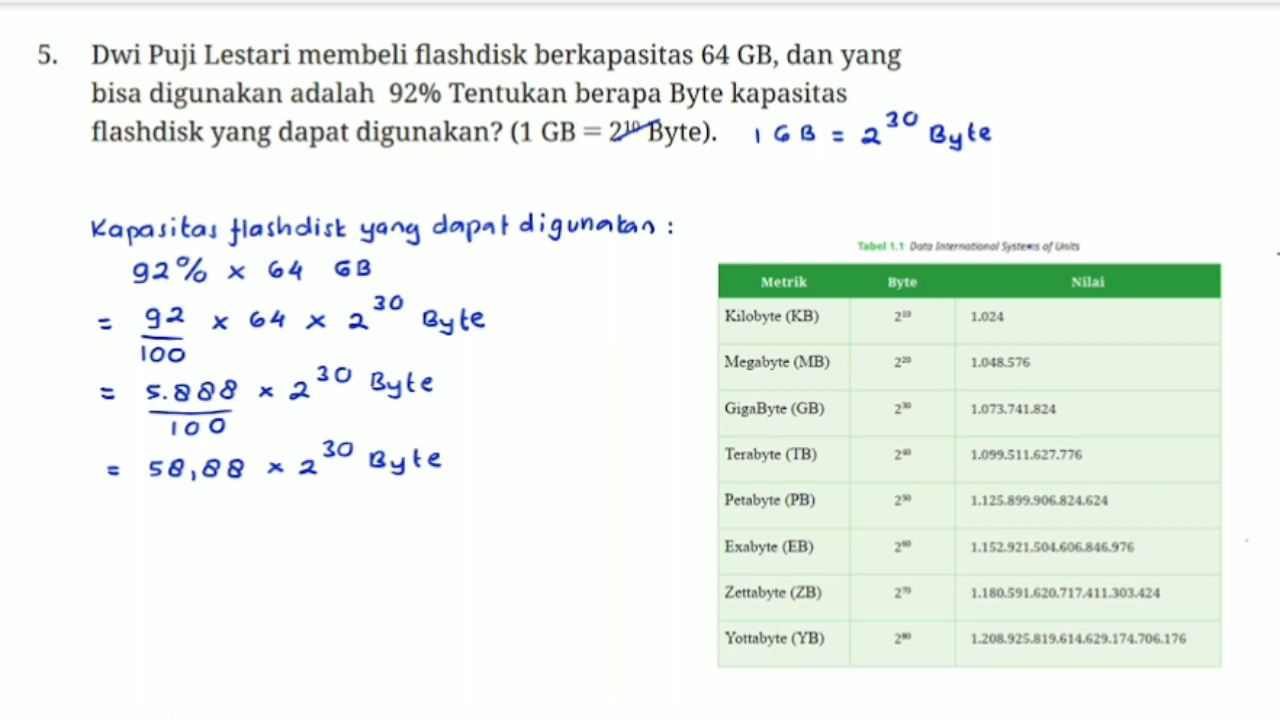 5. Dwi Puji Lestari membeli flashdisk berkapasitas 64 GB, dan yang
bisa digunakan adalah 92% Tentukan berapa Byte kapasitas
flashdisk yang dapat digunakan? (1 GB = 2¹⁰ Byte). 1 GB = 2³⁰ Byte
Kapasitas flashdisk yang dapat digunakan :
92% × 64 GB
= 92/100 × 64 × 2³⁰ Byte
= 5.888/100 × 2³⁰ Byte
= 58,88 × 2³⁰ Byte
Tabel 1.1 Data International Systems of Units
Metrik Byte Nilai
Kilobyte (KB) 2¹⁰ 1.024
Megabyte (MB) 2²⁰ 1.048.576
GigaByte (GB) 2³⁰ 1.073.741.824
Terabyte (TB) 2⁴⁰ 1.099.511.627.776
Petabyte (PB) 2⁵⁰ 1.125.899.906.824.624
Exabyte (EB) 2⁶⁰ 1.152.921.504.606.846.976
Zettabyte (ZB) 2⁷⁰ 1.180.591.620.717.411.303.424
Yottabyte (YB) 2⁸⁰ 1.208.925.819.614.629.174.706.176